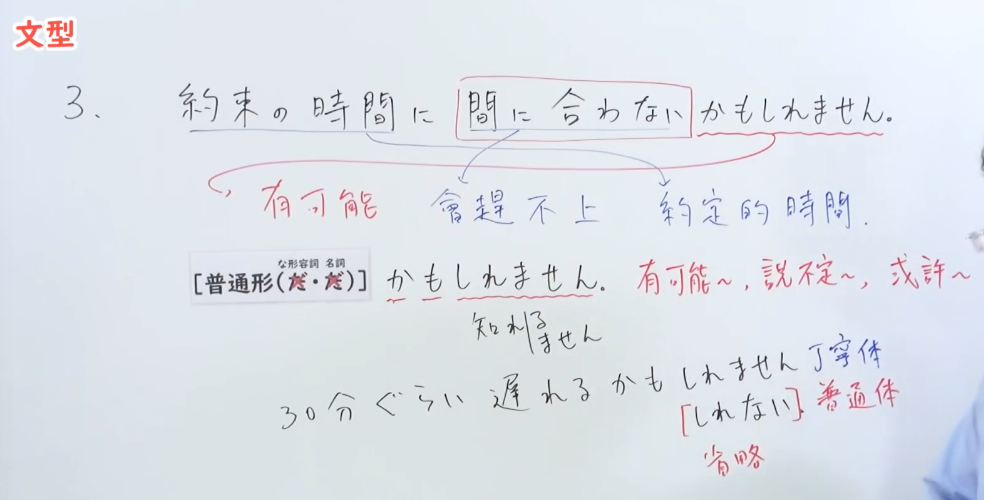 文型
3. 約束の時間に 間に合わない かもしれません。
有可能 會趕不上 約定的時間.
な形容詞 名詞
[普通形(だ・だ)] かもしれません。有可能～, 說不定～, 或許～
知れる
ません
30分ぐらい遅れるかもしれません 丁寧体
[しれない]. 普通体
省略